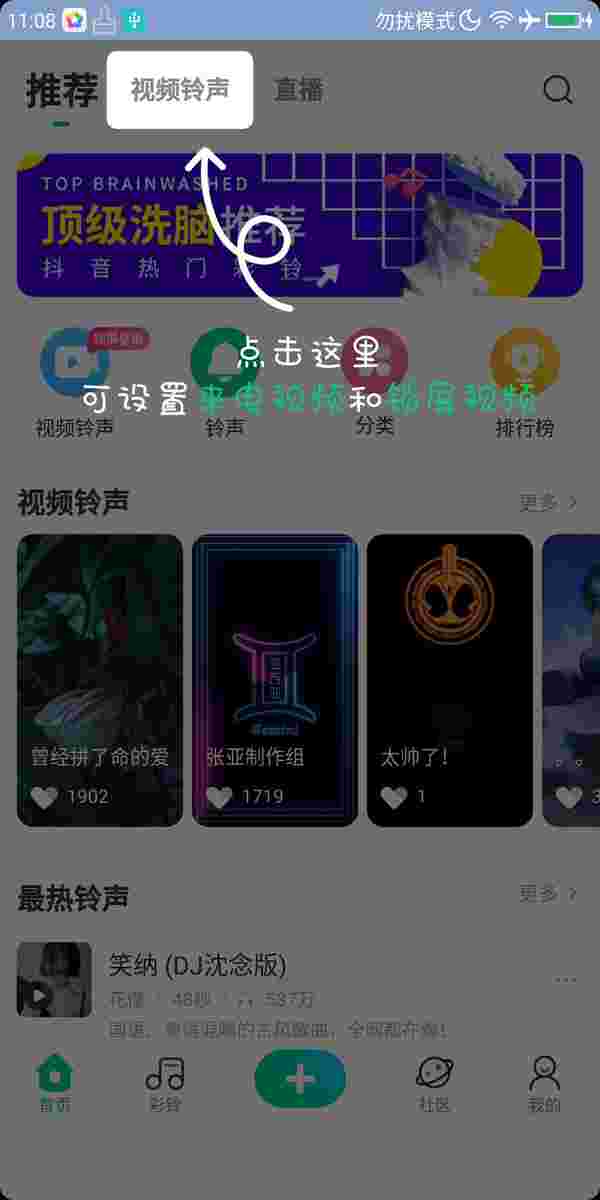 11:08 勿扰模式
推荐 视频铃声 直播
TOP BRAINWASHED
顶级洗脑推荐
抖音热门彩铃
点击这里
可设置来电视频和锁屏视频
视频铃声 铃声 分类 排行榜
视频铃声 更多
曾经拼了命的爱 张亚制作组 太帅了! 。。
1902 1719 1 3
Gemini
最热铃声 更多
笑纳 (DJ沈念版)
花僮 48秒 537万
国语、粤语混唱的古风歌曲，全网都在嗨!
首页 彩铃 社区 我的